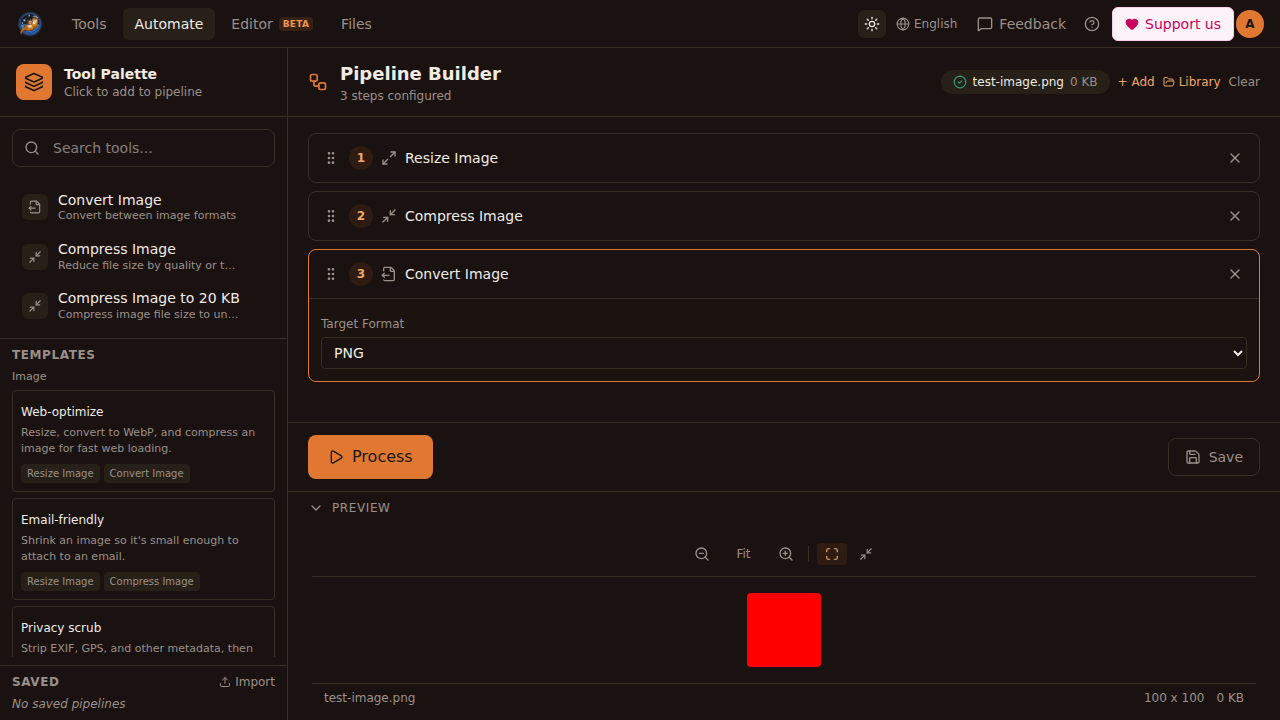 Tools
Automate
Editor BETA
Files
English
Feedback
Support us
A
Tool Palette
Click to add to pipeline
Search tools...
Convert Image
Convert between image formats
Compress Image
Reduce file size by quality or t…
Compress Image to 20 KB
Compress image file size to un…
TEMPLATES
Image
Web-optimize
Resize, convert to WebP, and compress an
image for fast web loading.
Resize Image Convert Image
Email-friendly
Shrink an image so it's small enough to
attach to an email.
Resize Image Compress Image
Privacy scrub
Strip EXIF, GPS, and other metadata, then
SAVED
Import
No saved pipelines
Pipeline Builder
3 steps configured
test-image.png 0 KB
+ Add
Library
Clear
1 Resize Image
2 Compress Image
3 Convert Image
Target Format
PNG
Process
Save
PREVIEW
Fit
test-image.png
100 x 100 0 KB